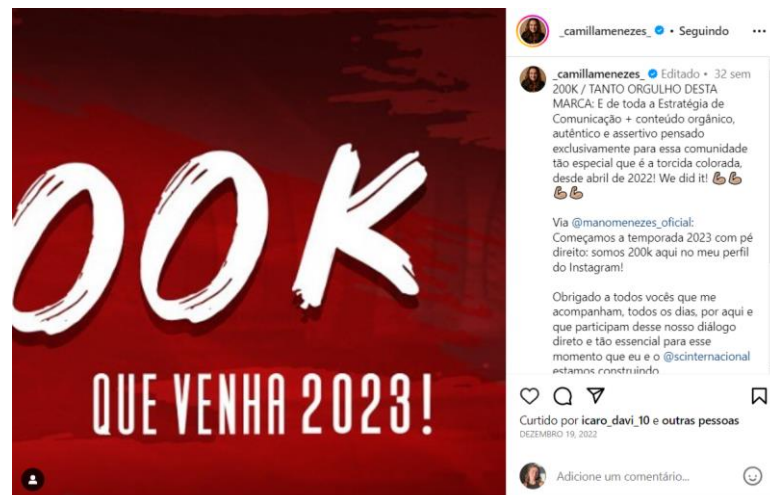 00K
QUE VENHA 2023!
_camillamenezes_ • Seguindo
_camillamenezes_ Editado • 32 sem
200K / TANTO ORGULHO DESTA
MARCA: E de toda a Estratégia de
Comunicação + conteúdo orgânico,
autêntico e assertivo pensado
exclusivamente para essa comunidade
tão especial que é a torcida colorada,
desde abril de 2022! We did it! 💪🏽💪🏽
💪🏽💪🏽
Via @manomenezes_oficial:
Começamos a temporada 2023 com pé
direito: somos 200k aqui no meu perfil
do Instagram!
Obrigado a todos vocês que me
acompanham, todos os dias, por aqui e
que participam desse nosso diálogo
direto e tão essencial para esse
momento que eu e o @scinternacional
estamos construindo
Curtido por icaro_davi_10 e outras pessoas
DEZEMBRO 19, 2022
Adicione um comentário...